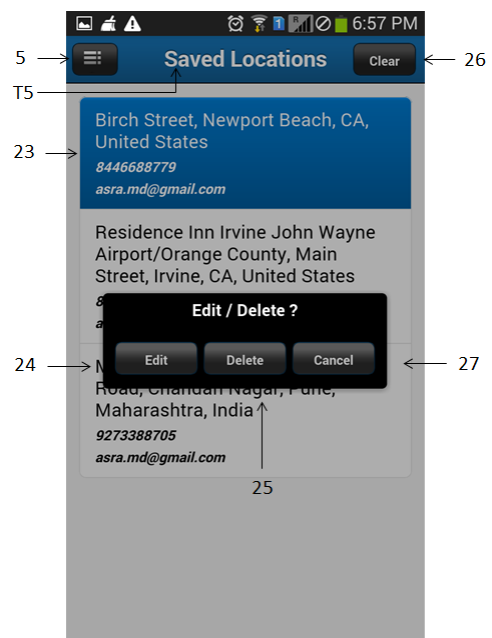 R 1 6:57 PM
5 Saved Locations Clear 26
T5
Birch Street, Newport Beach, CA,
23 United States
8446688779
asra.md@gmail.com
Residence Inn Irvine John Wayne
Airport/Orange County, Main
Street, Irvine, CA, United States
8
Edit / Delete ?
a
Edit Delete Cancel
24 M 27
Road, Chandan Nagar, Pune,
Maharashtra, India
9273388705
asra.md@gmail.com
25